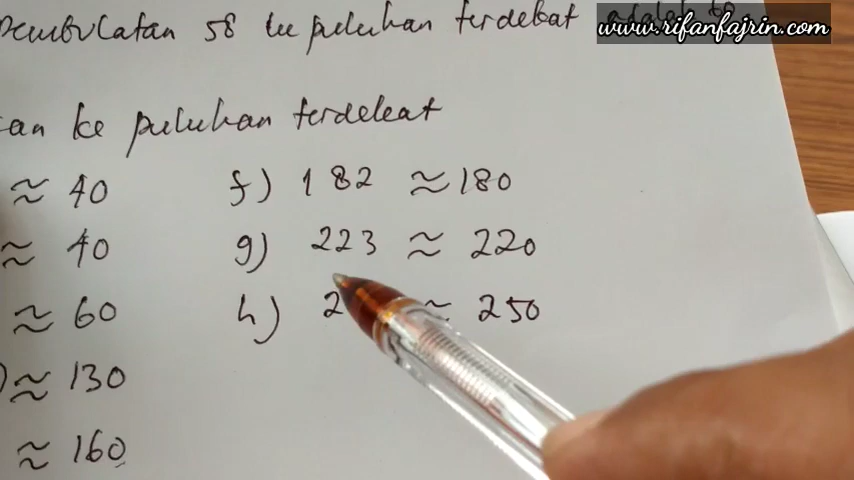 Pembulatan 58 ke puluhan terdekat adalah
www.rifanfajrin.com
an ke puluhan terdekat
≈ 40 f) 182 ≈ 180
≈ 40 g) 223 ≈ 220
≈ 60 h) 2 ≈ 250
) ≈ 130
≈ 160